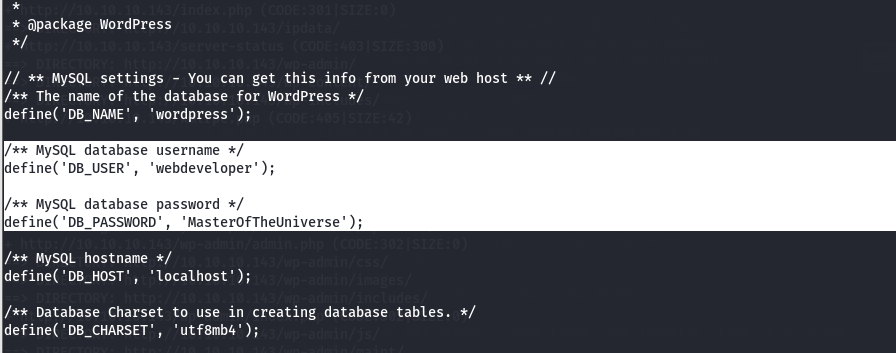 *
* @package WordPress
*/
// ** MySQL settings - You can get this info from your web host ** //
/** The name of the database for WordPress */
define('DB_NAME', 'wordpress');
/** MySQL database username */
define('DB_USER', 'webdeveloper');
/** MySQL database password */
define('DB_PASSWORD', 'MasterOfTheUniverse');
/** MySQL hostname */
define('DB_HOST', 'localhost');
/** Database Charset to use in creating database tables. */
define('DB_CHARSET', 'utf8mb4');